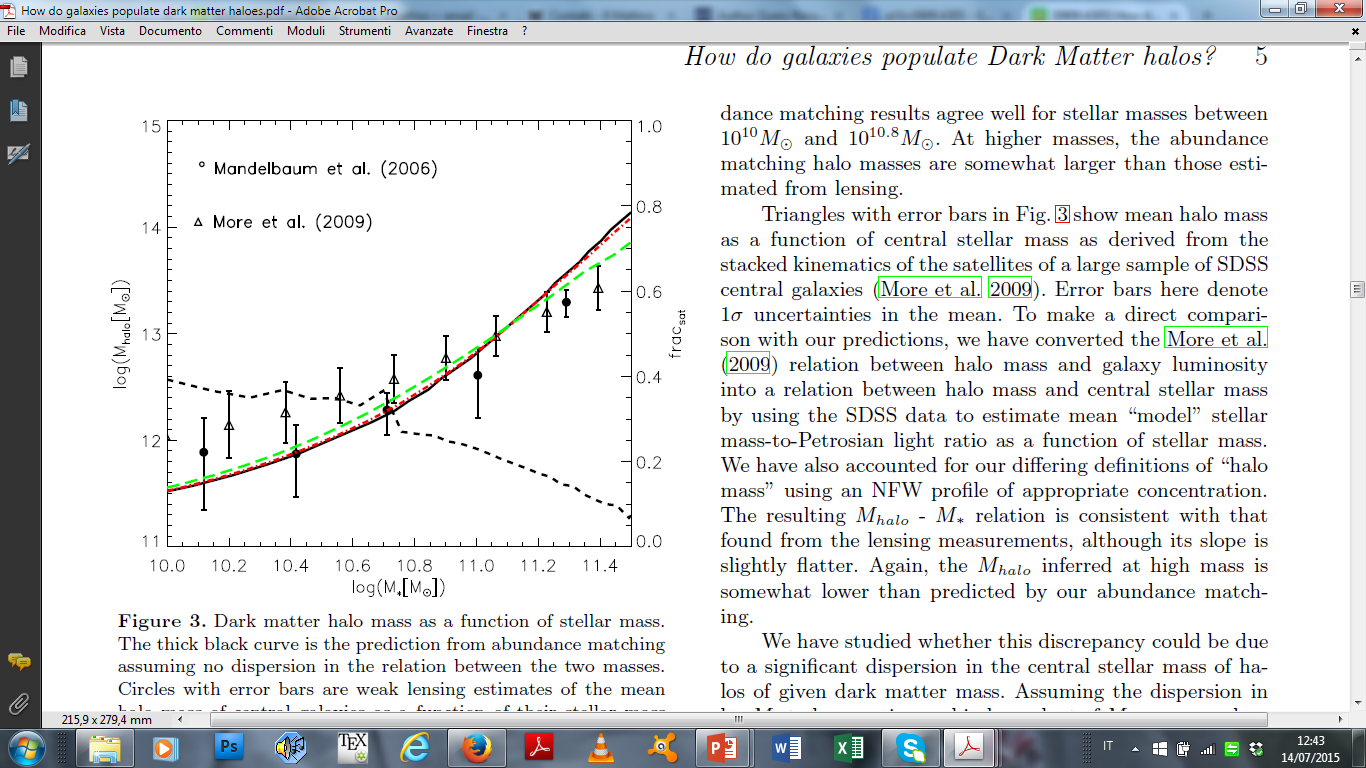 How do galaxies populate dark matter haloes.pdf - Adobe Acrobat Pro
File Modifica Vista Documento Commenti Moduli Strumenti Avanzate Finestra ?
How do galaxies populate Dark Matter halos? 5
15
14
13
12
11
log(Mhalo[M⊙])
Mandelbaum et al. (2006)
More et al. (2009)
1.0
0.8
0.6
0.4
0.2
0.0
fracsat
10.0 10.2 10.4 10.6 10.8 11.0 11.2 11.4
log(M*[M⊙])
Figure 3. Dark matter halo mass as a function of stellar mass.
The thick black curve is the prediction from abundance matching
assuming no dispersion in the relation between the two masses.
Circles with error bars are weak lensing estimates of the mean
halo mass of central galaxies as a function of their stellar mass
dance matching results agree well for stellar masses between
10^10 M⊙ and 10^10.8 M⊙. At higher masses, the abundance
matching halo masses are somewhat larger than those esti-
mated from lensing.
Triangles with error bars in Fig. 3 show mean halo mass
as a function of central stellar mass as derived from the
stacked kinematics of the satellites of a large sample of SDSS
central galaxies (More et al. 2009). Error bars here denote
1σ uncertainties in the mean. To make a direct compari-
son with our predictions, we have converted the More et al.
(2009) relation between halo mass and galaxy luminosity
into a relation between halo mass and central stellar mass
by using the SDSS data to estimate mean “model” stellar
mass-to-Petrosian light ratio as a function of stellar mass.
We have also accounted for our differing definitions of “halo
mass” using an NFW profile of appropriate concentration.
The resulting Mhalo - M* relation is consistent with that
found from the lensing measurements, although its slope is
slightly flatter. Again, the Mhalo inferred at high mass is
somewhat lower than predicted by our abundance match-
ing.
We have studied whether this discrepancy could be due
to a significant dispersion in the central stellar mass of ha-
los of given dark matter mass. Assuming the dispersion in
215,9 x 279,4 mm
Ps
TEX
IT
12:43
14/07/2015